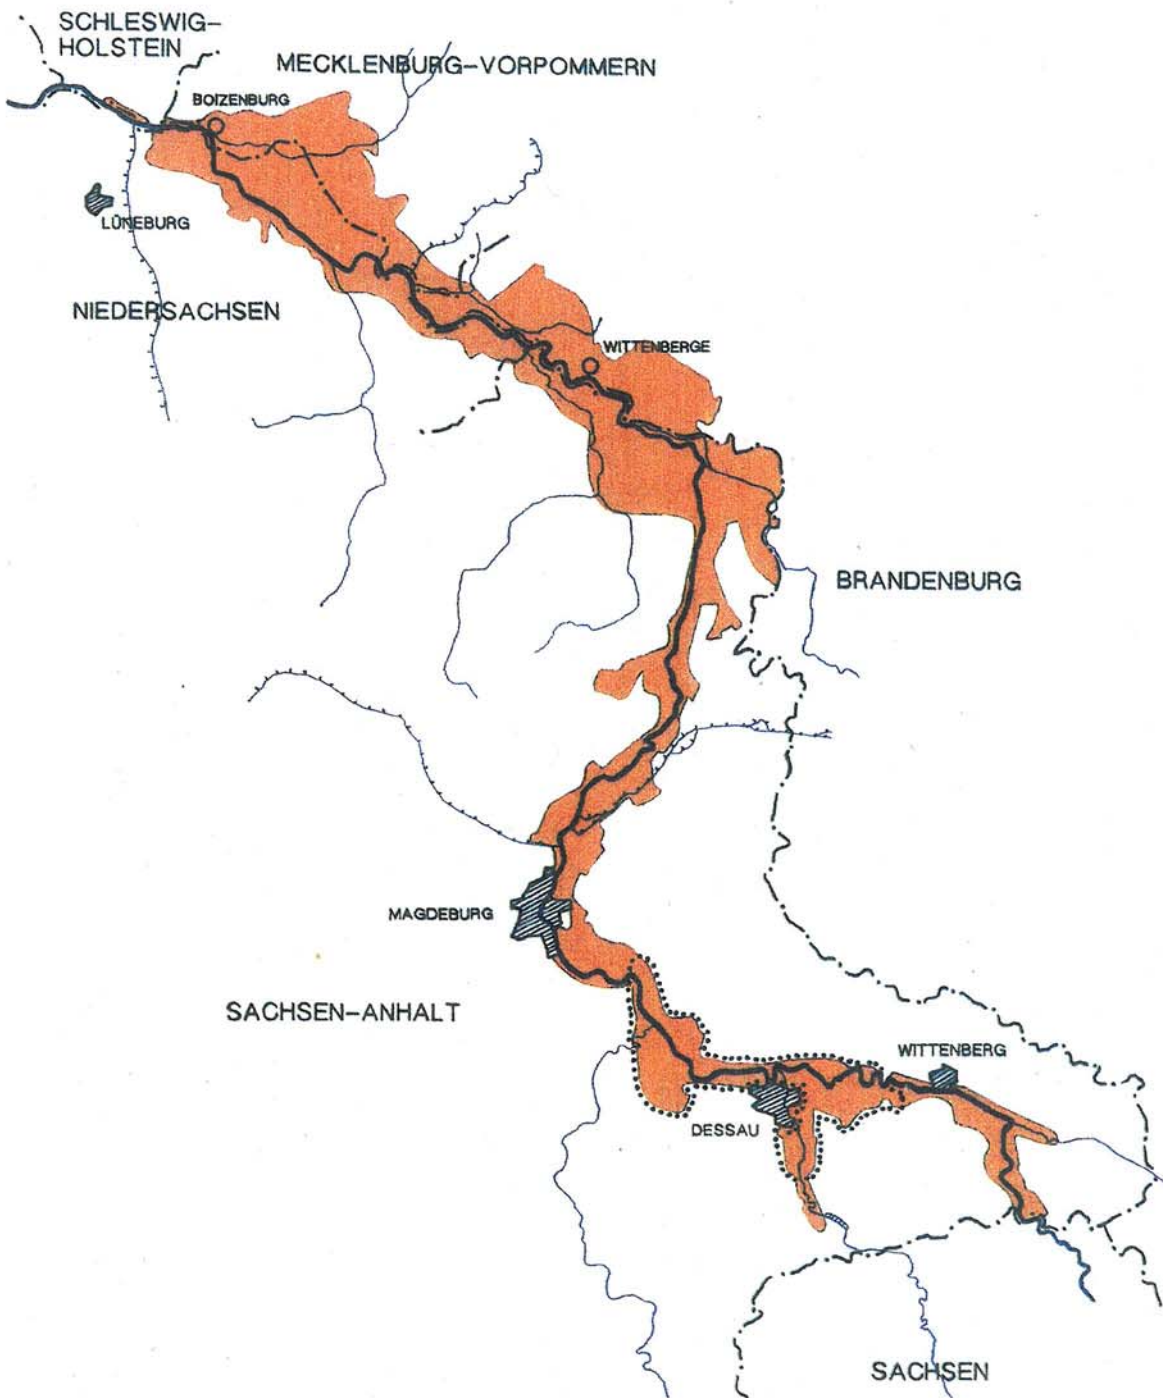 SCHLESWIG-
HOLSTEIN
MECKLENBURG-VORPOMMERN
BOIZENBURG
LÜNEBURG
NIEDERSACHSEN
WITTENBERGE
BRANDENBURG
MAGDEBURG
SACHSEN-ANHALT
WITTENBERG
DESSAU
SACHSEN